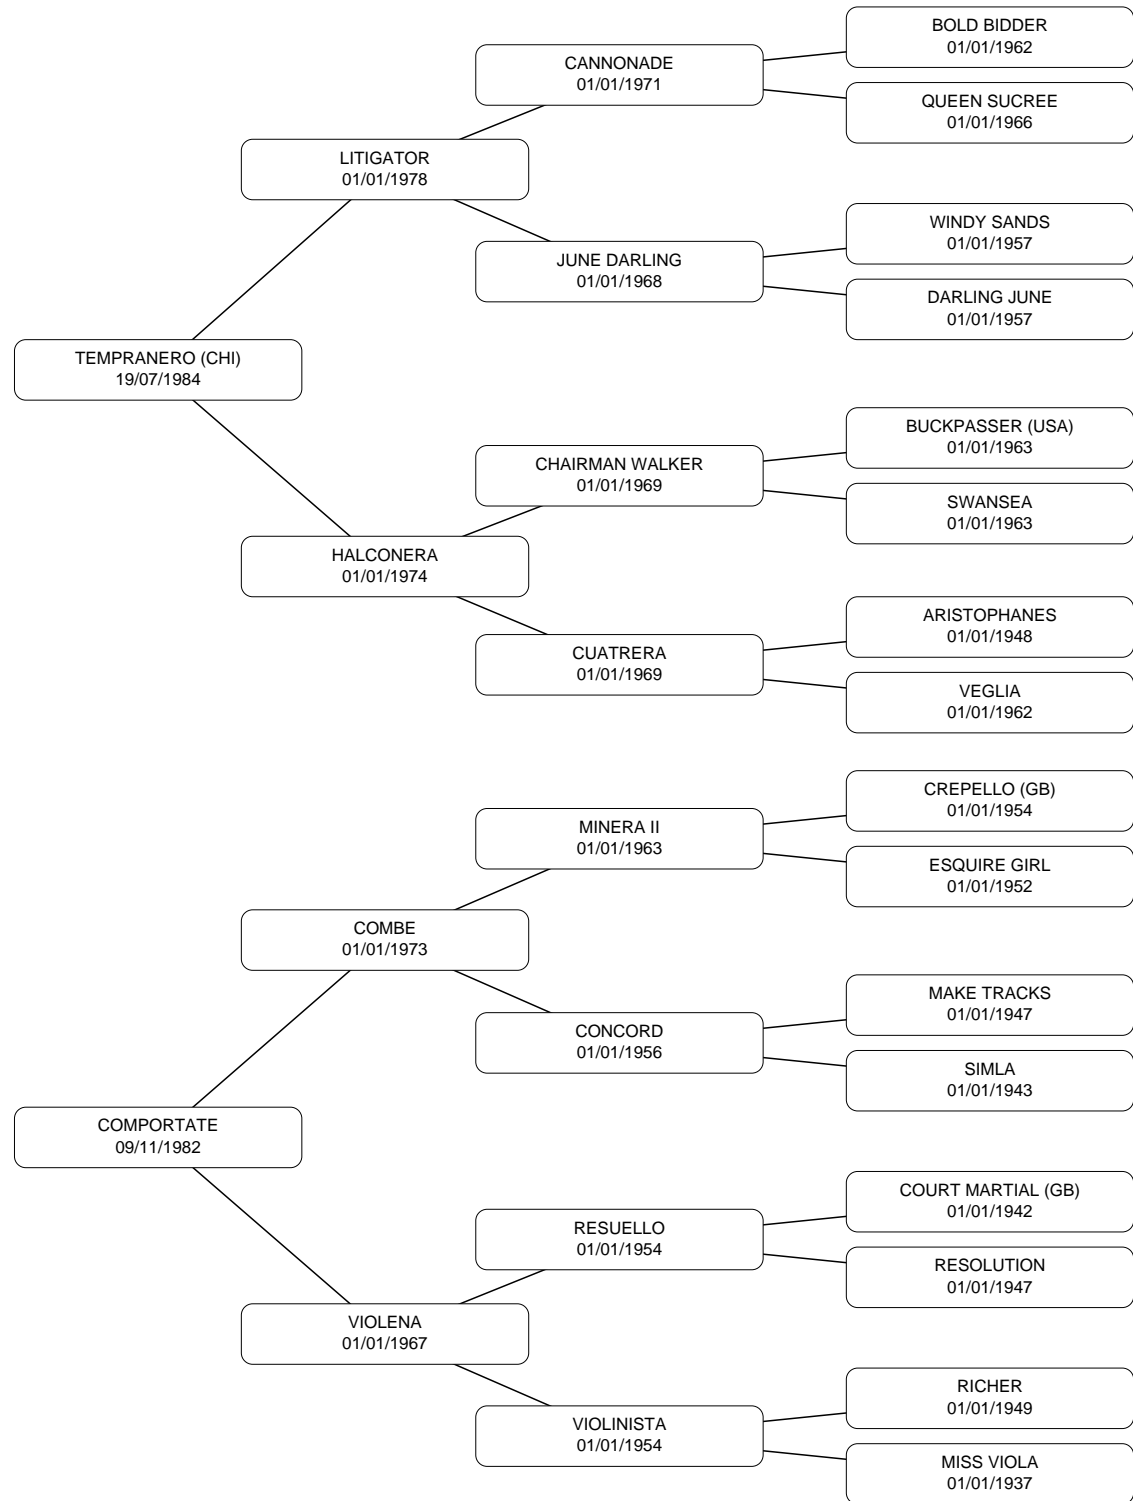 BOLD BIDDER
01/01/1962
CANNONADE
01/01/1971
QUEEN SUCREE
01/01/1966
LITIGATOR
01/01/1978
WINDY SANDS
01/01/1957
JUNE DARLING
01/01/1968
DARLING JUNE
01/01/1957
TEMPRANERO (CHI)
19/07/1984
BUCKPASSER (USA)
01/01/1963
CHAIRMAN WALKER
01/01/1969
SWANSEA
01/01/1963
HALCONERA
01/01/1974
ARISTOPHANES
01/01/1948
CUATRERA
01/01/1969
VEGLIA
01/01/1962
CREPELLO (GB)
01/01/1954
MINERA II
01/01/1963
ESQUIRE GIRL
01/01/1952
COMBE
01/01/1973
MAKE TRACKS
01/01/1947
CONCORD
01/01/1956
SIMLA
01/01/1943
COMPORTATE
09/11/1982
COURT MARTIAL (GB)
01/01/1942
RESUELLO
01/01/1954
RESOLUTION
01/01/1947
VIOLENA
01/01/1967
RICHER
01/01/1949
VIOLINISTA
01/01/1954
MISS VIOLA
01/01/1937